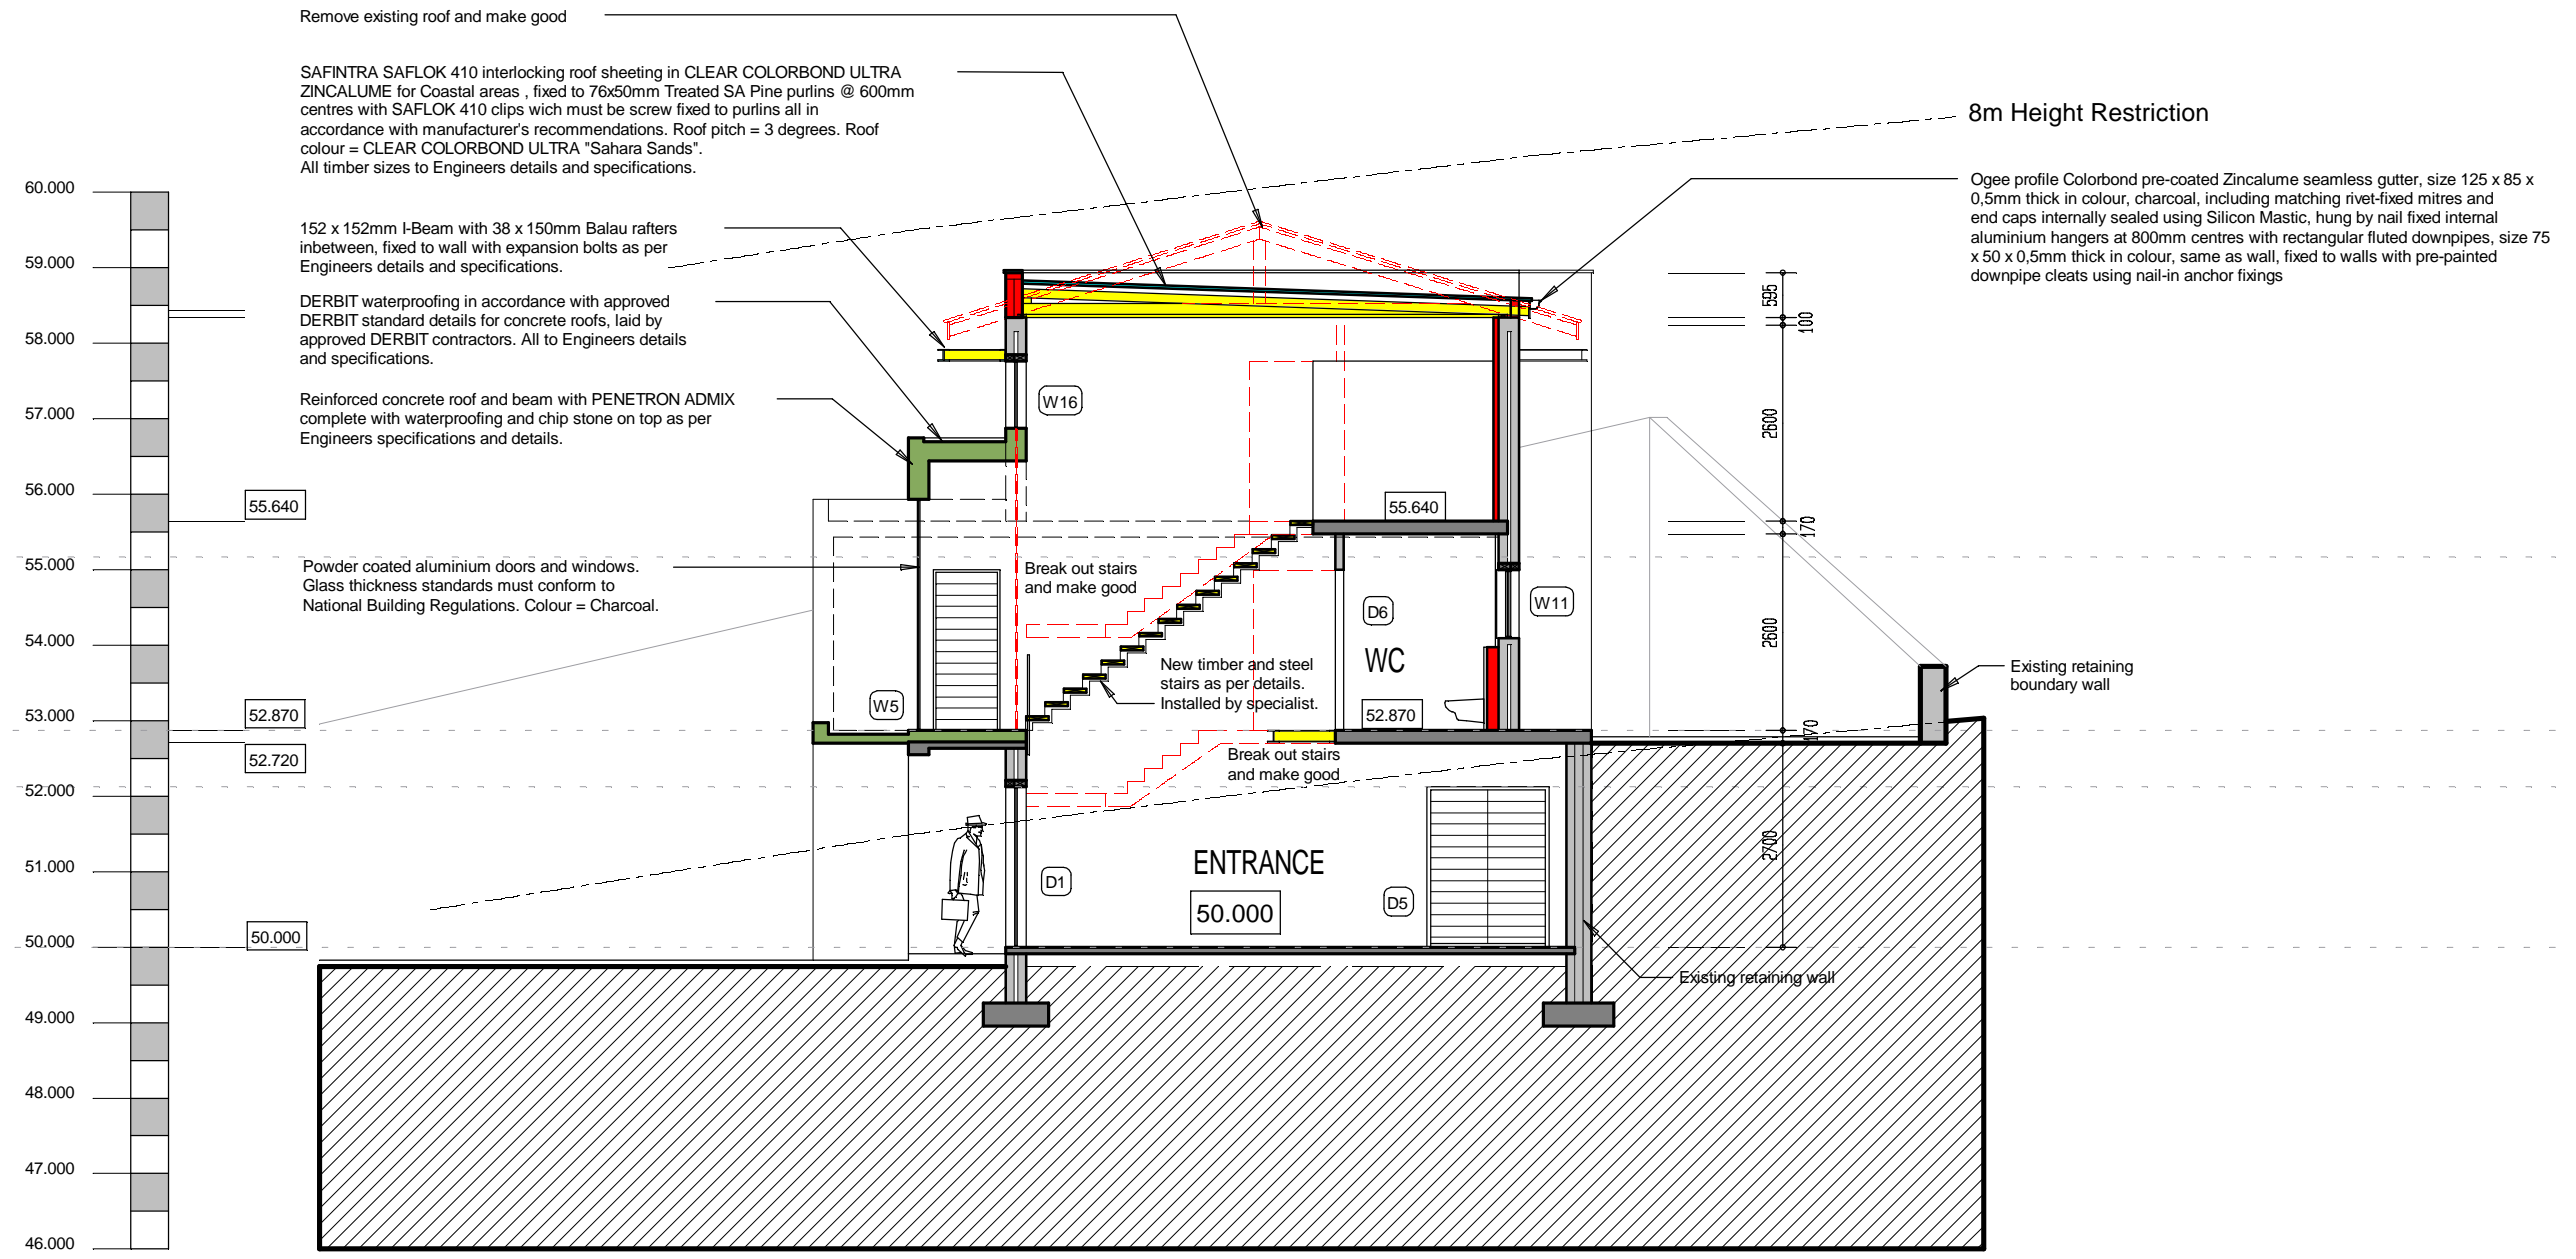 Remove existing roof and make good
SAFINTRA SAFLOK 410 interlocking roof sheeting in CLEAR COLORBOND ULTRA
ZINCALUME for Coastal areas , fixed to 76x50mm Treated SA Pine purlins @ 600mm
centres with SAFLOK 410 clips wich must be screw fixed to purlins all in
accordance with manufacturer's recommendations. Roof pitch = 3 degrees. Roof
colour = CLEAR COLORBOND ULTRA "Sahara Sands".
All timber sizes to Engineers details and specifications.
152 x 152mm I-Beam with 38 x 150mm Balau rafters
inbetween, fixed to wall with expansion bolts as per
Engineers details and specifications.
DERBIT waterproofing in accordance with approved
DERBIT standard details for concrete roofs, laid by
approved DERBIT contractors. All to Engineers details
and specifications.
Reinforced concrete roof and beam with PENETRON ADMIX
complete with waterproofing and chip stone on top as per
Engineers specifications and details.
Powder coated aluminium doors and windows.
Glass thickness standards must conform to
National Building Regulations. Colour = Charcoal.
8m Height Restriction
Ogee profile Colorbond pre-coated Zincalume seamless gutter, size 125 x 85 x
0,5mm thick in colour, charcoal, including matching rivet-fixed mitres and
end caps internally sealed using Silicon Mastic, hung by nail fixed internal
aluminium hangers at 800mm centres with rectangular fluted downpipes, size 75
x 50 x 0,5mm thick in colour, same as wall, fixed to walls with pre-painted
downpipe cleats using nail-in anchor fixings
60.000
59.000
58.000
57.000
56.000
55.000
54.000
53.000
52.000
51.000
50.000
49.000
48.000
47.000
46.000
55.640
52.870
52.720
50.000
W16
55.640
Break out stairs
and make good
D6
W11
WC
New timber and steel
stairs as per details.
Installed by specialist.
W5
52.870
Break out stairs
and make good
ENTRANCE
50.000
D1
D5
595
100
2600
170
2600
170
2700
Existing retaining
boundary wall
Existing retaining wall